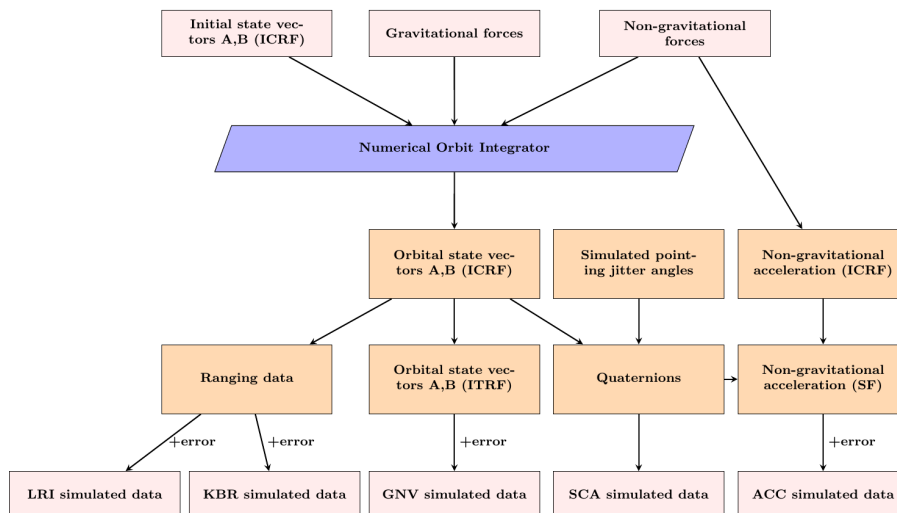 Initial state vec-
tors A,B (ICRF)
Gravitational forces
Non-gravitational
forces
Numerical Orbit Integrator
Orbital state vec-
tors A,B (ICRF)
Simulated point-
ing jitter angles
Non-gravitational
acceleration (ICRF)
Ranging data
Orbital state vec-
tors A,B (ITRF)
Quaternions
Non-gravitational
acceleration (SF)
+error
+error
+error
+error
LRI simulated data
KBR simulated data
GNV simulated data
SCA simulated data
ACC simulated data